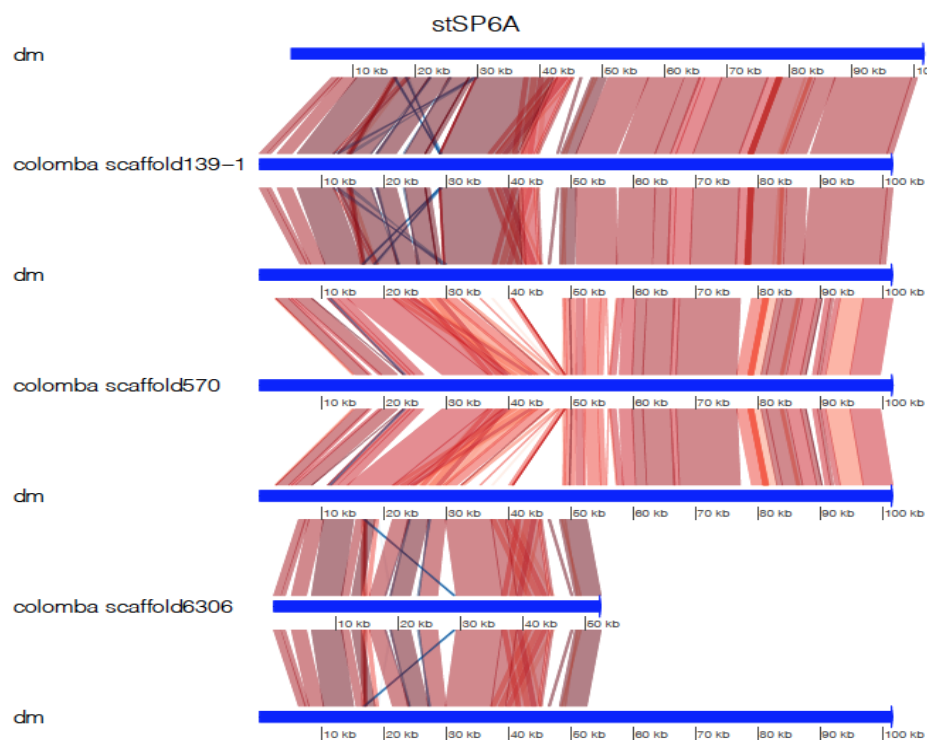 stSP6A
dm
10 kb 20 kb 30 kb 40 kb 50 kb 60 kb 70 kb 80 kb 90 kb 10
colomba scaffold139-1
10 kb 20 kb 30 kb 40 kb 50 kb 60 kb 70 kb 80 kb 90 kb 100 kb
dm
10 kb 20 kb 30 kb 40 kb 50 kb 60 kb 70 kb 80 kb 90 kb 100 kb
colomba scaffold570
10 kb 20 kb 30 kb 40 kb 50 kb 60 kb 70 kb 80 kb 90 kb 100 kb
dm
10 kb 20 kb 30 kb 40 kb 50 kb 60 kb 70 kb 80 kb 90 kb 100 kb
colomba scaffold6306
10 kb 20 kb 30 kb 40 kb 50 kb
dm
10 kb 20 kb 30 kb 40 kb 50 kb 60 kb 70 kb 80 kb 90 kb 100 kb